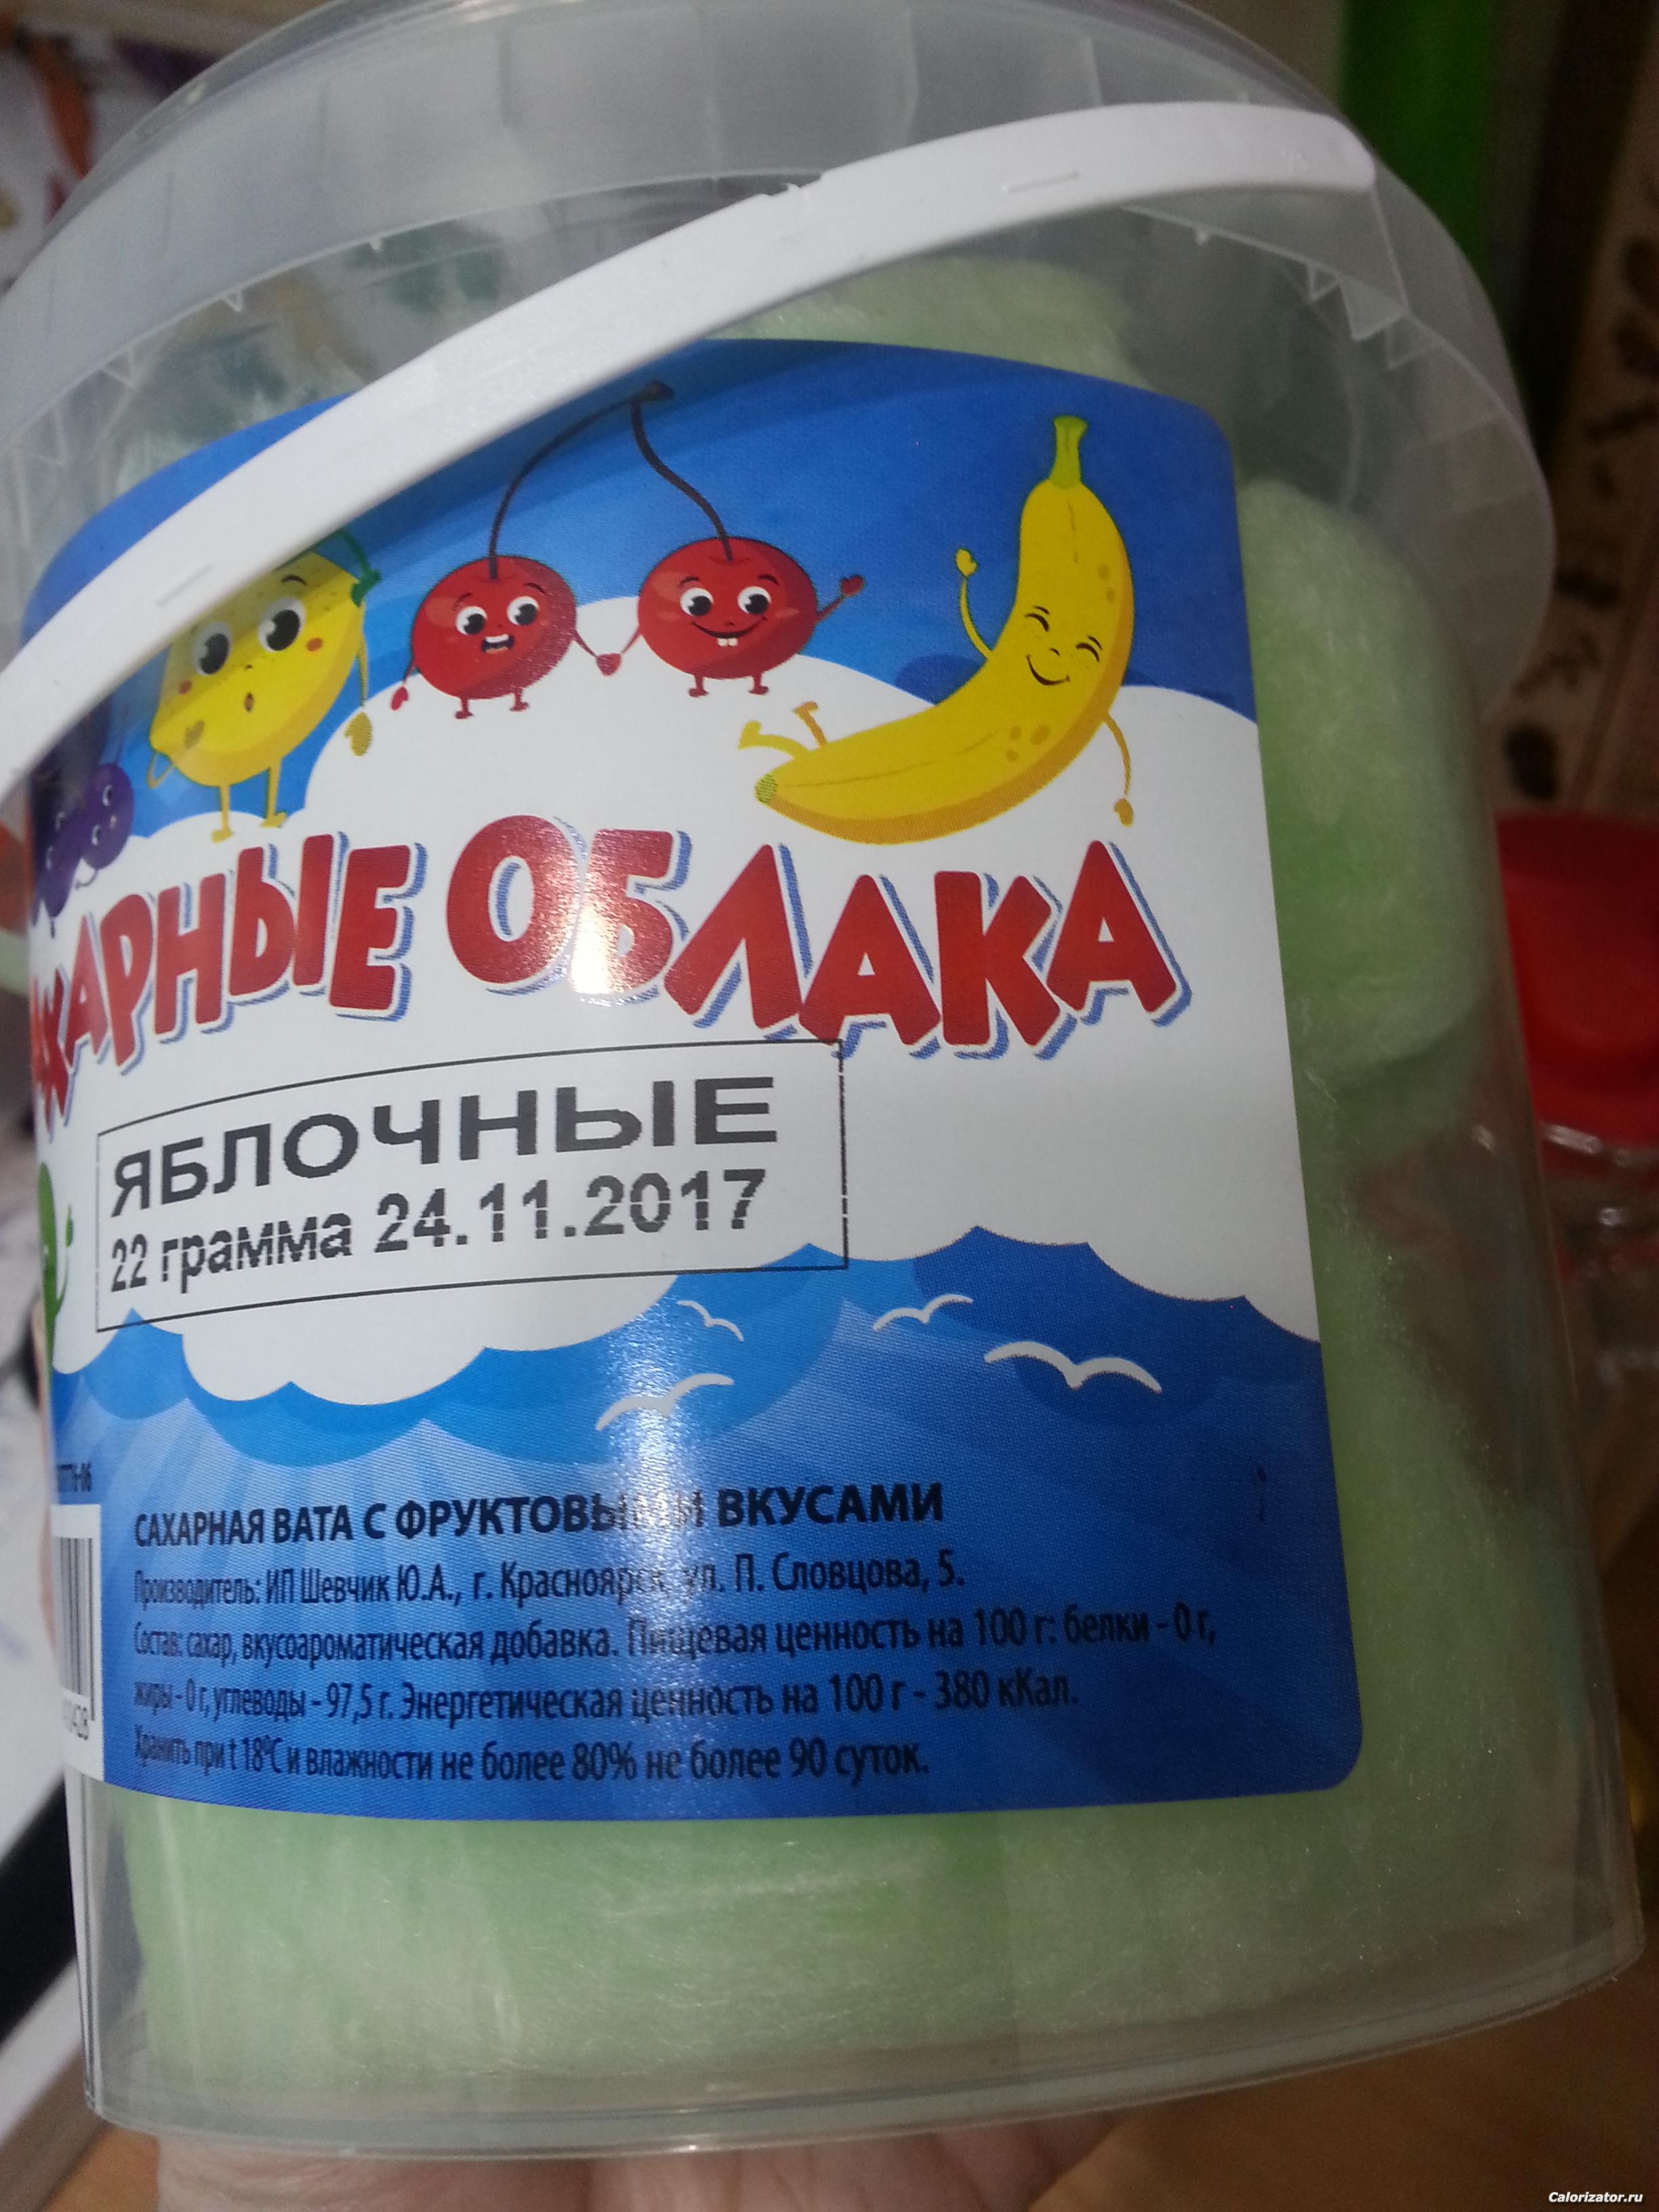 САХАРНЫЕ ОБЛАКА
ЯБЛОЧНЫЕ
22 грамма 24.11.2017
САХАРНАЯ ВАТА С ФРУКТОВЫМИ ВКУСАМИ
Производитель: ИП Шевчик Ю.А., г. Красноярск, ул. П. Словцова, 5.
Состав: сахар, вкусоароматическая добавка. Пищевая ценность на 100 г: белки - 0 г,
жиры - 0 г, углеводы - 97,5 г. Энергетическая ценность на 100 г - 380 кКал.
Хранить при t 18°C и влажности не более 80% не более 90 суток.
Calorizator.ru